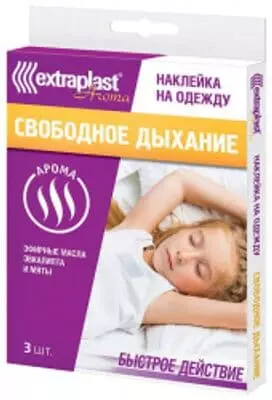 extraplast®
Aroma
НАКЛЕЙКА
НА ОДЕЖДУ
СВОБОДНОЕ ДЫХАНИЕ
АРОМА
ЭФИРНЫЕ МАСЛА
ЭВКАЛИПТА
И МЯТЫ
3 ШТ.
БЫСТРОЕ ДЕЙСТВИЕ
НАКЛЕЙКА НА ОДЕЖДУ
СВОБОДНОЕ ДЫХАНИЕ